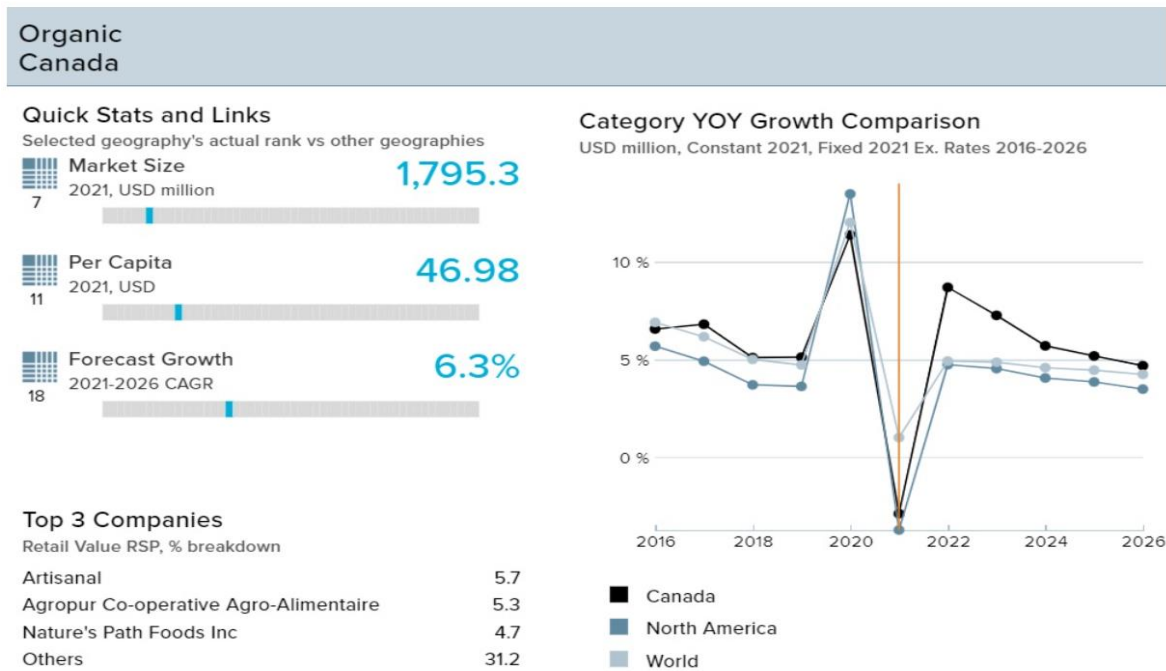 Organic
Canada
Quick Stats and Links
Selected geography's actual rank vs other geographies
Market Size
2021, USD million
1,795.3
7
Per Capita
2021, USD
46.98
11
Forecast Growth
2021-2026 CAGR
6.3%
18
Top 3 Companies
Retail Value RSP, % breakdown
Artisanal 5.7
Agropur Co-operative Agro-Alimentaire 5.3
Nature's Path Foods Inc 4.7
Others 31.2
Category YOY Growth Comparison
USD million, Constant 2021, Fixed 2021 Ex. Rates 2016-2026
10 %
5 %
0 %
2016 2018 2020 2022 2024 2026
Canada
North America
World